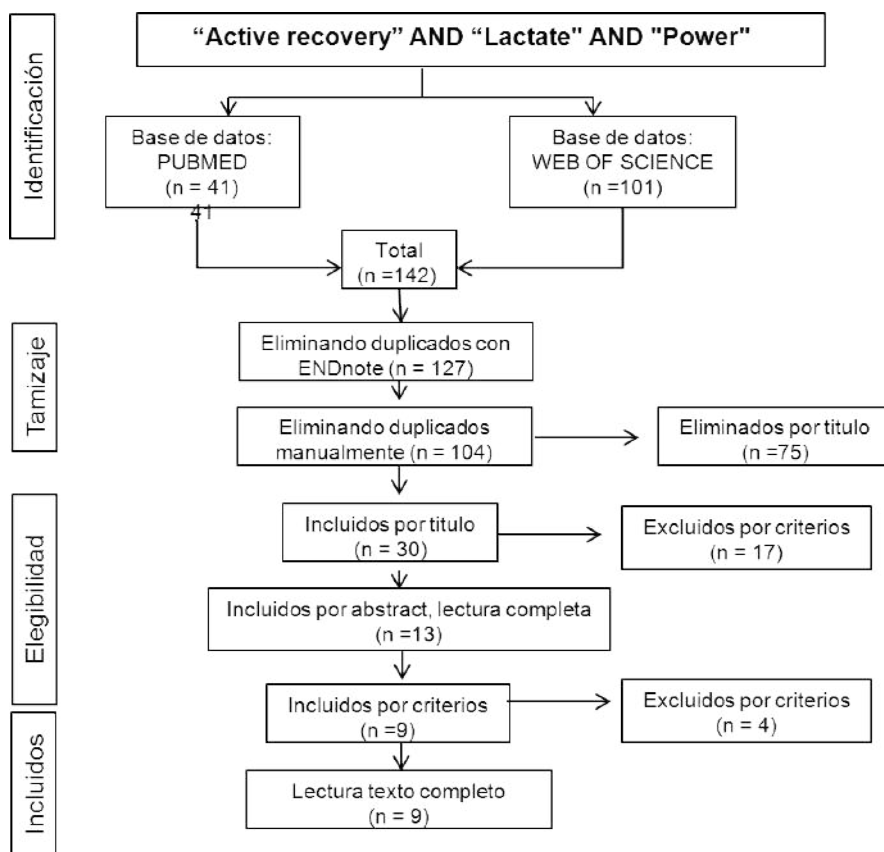 “Active recovery” AND “Lactate" AND "Power"
Identificación
Base de datos:
PUBMED
(n = 41)
41
Base de datos:
WEB OF SCIENCE
(n =101)
Total
(n =142)
Tamizaje
Eliminando duplicados con
ENDnote (n = 127)
Eliminando duplicados
manualmente (n = 104)
Eliminados por titulo
(n =75)
Elegibilidad
Incluidos por titulo
(n = 30)
Excluidos por criterios
(n = 17)
Incluidos por abstract, lectura completa
(n =13)
Incluidos por criterios
(n =9)
Excluidos por criterios
(n = 4)
Incluidos
Lectura texto completo
(n = 9)